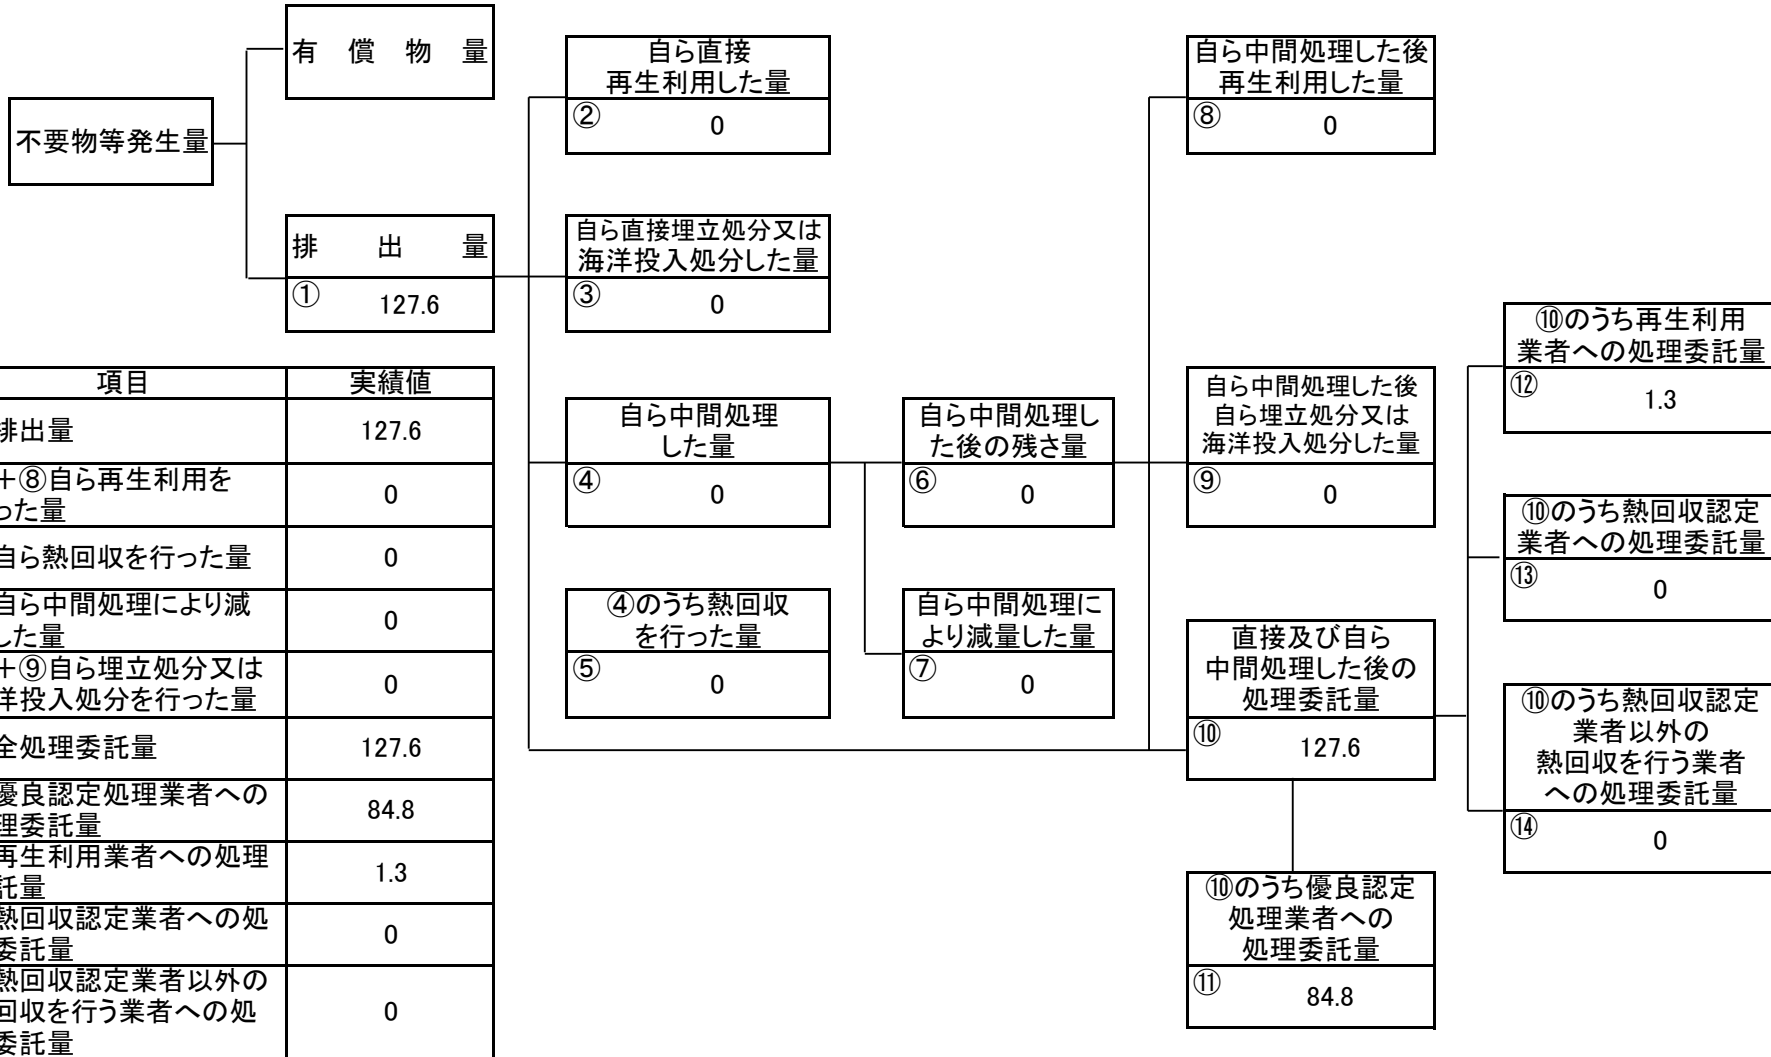 有償物量
不要物等発生量
排出量
① 127.6
自ら直接
再生利用した量
② 0
自ら直接埋立処分又は
海洋投入処分した量
③ 0
自ら中間処理
した量
④ 0
④のうち熱回収
を行った量
⑤ 0
自ら中間処理し
た後の残さ量
⑥ 0
自ら中間処理に
より減量した量
⑦ 0
自ら中間処理した後
再生利用した量
⑧ 0
自ら中間処理した後
自ら埋立処分又は
海洋投入処分した量
⑨ 0
直接及び自ら
中間処理した後の
処理委託量
⑩ 127.6
⑩のうち優良認定
処理業者への
処理委託量
⑪ 84.8
⑩のうち再生利用
業者への処理委託量
⑫ 1.3
⑩のうち熱回収認定
業者への処理委託量
⑬ 0
⑩のうち熱回収認定
業者以外の
熱回収を行う業者
への処理委託量
⑭ 0
項目 実績値
排出量 127.6
+⑧自ら再生利用を
った量 0
自ら熱回収を行った量 0
自ら中間処理により減
した量 0
+⑨自ら埋立処分又は
洋投入処分を行った量 0
全処理委託量 127.6
優良認定処理業者への
理委託量 84.8
再生利用業者への処理
託量 1.3
熱回収認定業者への処
委託量 0
熱回収認定業者以外の
回収を行う業者への処
委託量 0